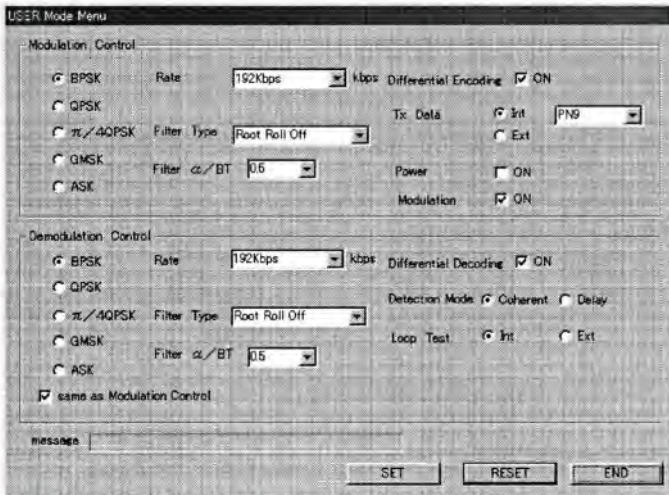 USER Mode Menu
Modulation Control
BPSK Rate 192Kbps kbps Differential Encoding ON
QPSK Tx Data Int PN9
π/4QPSK Filter Type Root Roll Off Ext
GMSK Filter α/BT 0.5 Power ON
ASK Modulation ON
Demodulation Control
BPSK Rate 192Kbps kbps Differential Decoding ON
QPSK Detection Mode Coherent Delay
π/4QPSK Filter Type Root Roll Off
GMSK Filter α/BT 0.5 Loop Test Int Ext
ASK
same as Modulation Control
message
SET RESET END